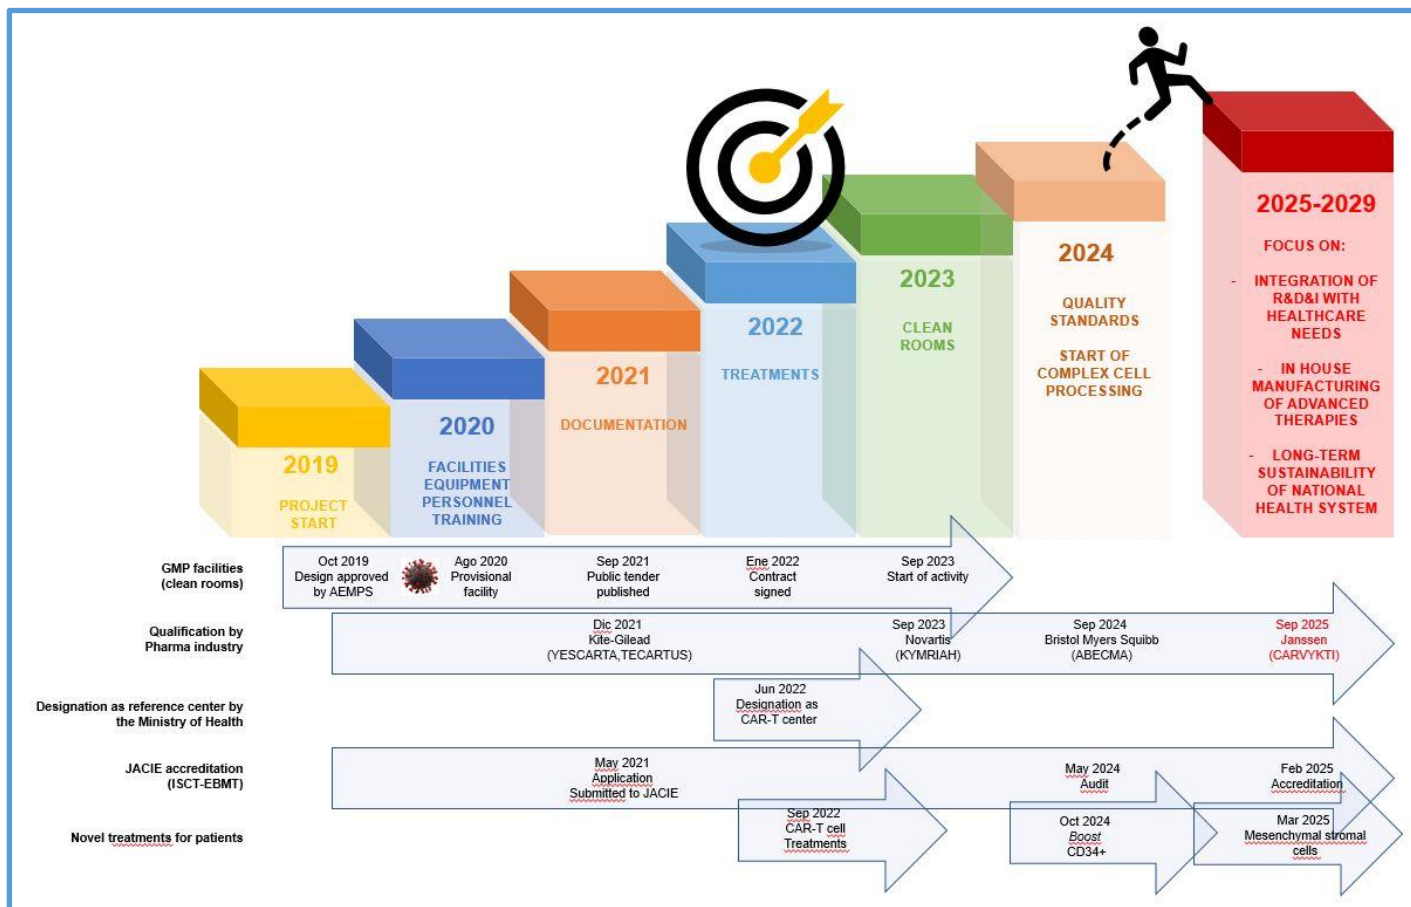 2019
PROJECT
START
2020
FACILITIES
EQUIPMENT
PERSONNEL
TRAINING
2021
DOCUMENTATION
2022
TREATMENTS
2023
CLEAN
ROOMS
2024
QUALITY
STANDARDS
START OF
COMPLEX CELL
PROCESSING
2025-2029
FOCUS ON:
- INTEGRATION OF
R&D&I WITH
HEALTHCARE
NEEDS
- IN HOUSE
MANUFACTURING
OF ADVANCED
THERAPIES
- LONG-TERM
SUSTAINABILITY
OF NATIONAL
HEALTH SYSTEM
GMP facilities
(clean rooms)
Oct 2019
Design approved
by AEMPS
Ago 2020
Provisional
facility
Sep 2021
Public tender
published
Ene 2022
Contract
signed
Sep 2023
Start of activity
Qualification by
Pharma industry
Dic 2021
Kite-Gilead
(YESCARTA,TECARTUS)
Sep 2023
Novartis
(KYMRIAH)
Sep 2024
Bristol Myers Squibb
(ABECMA)
Sep 2025
Janssen
(CARVYKTI)
Designation as reference center by
the Ministry of Health
Jun 2022
Designation as
CAR-T center
JACIE accreditation
(ISCT-EBMT)
May 2021
Application
Submitted to JACIE
May 2024
Audit
Feb 2025
Accreditation
Novel treatments for patients
Sep 2022
CAR-T cell
Treatments
Oct 2024
Boost
CD34+
Mar 2025
Mesenchymal stromal
cells